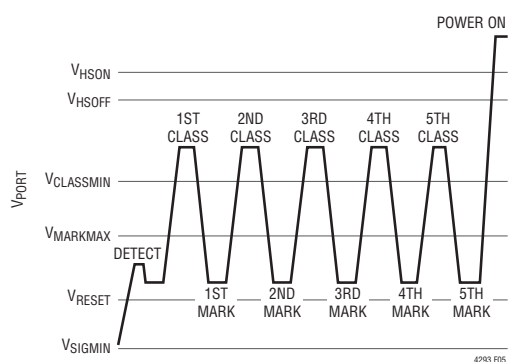 POWER ON
VHSON
VHSOFF
1ST CLASS
2ND CLASS
3RD CLASS
4TH CLASS
5TH CLASS
VPORT
VCLASSMIN
VMARKMAX
DETECT
VRESET
1ST MARK
2ND MARK
3RD MARK
4TH MARK
5TH MARK
VSIGMIN
4293 F05